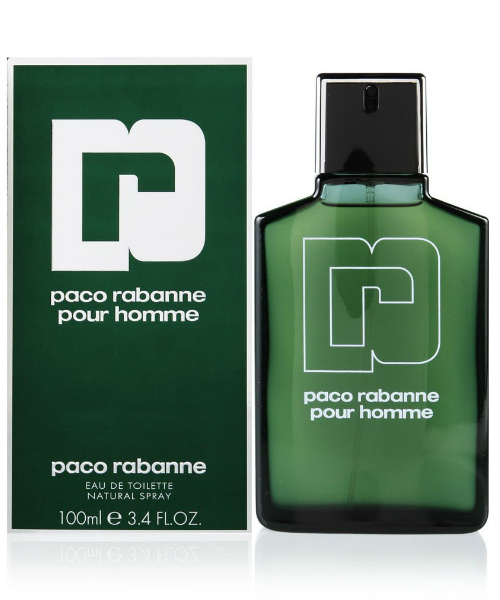 paco rabanne
pour homme
paco rabanne
EAU DE TOILETTE
NATURAL SPRAY
100ml ℮ 3.4 FL.OZ.
paco rabanne
pour homme